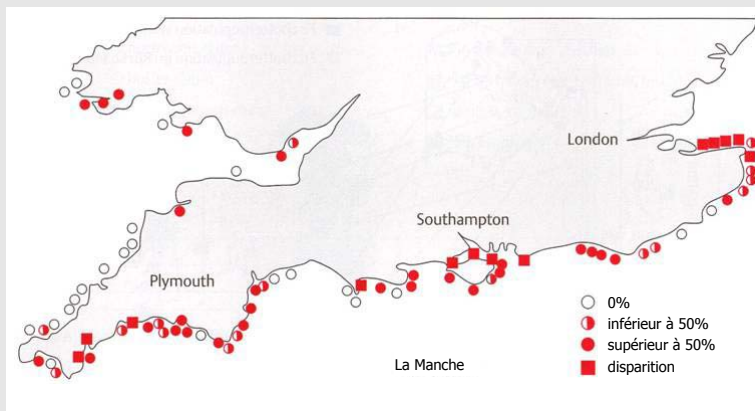 London
Southampton
Plymouth
0%
inférieur à 50%
supérieur à 50%
La Manche
disparition